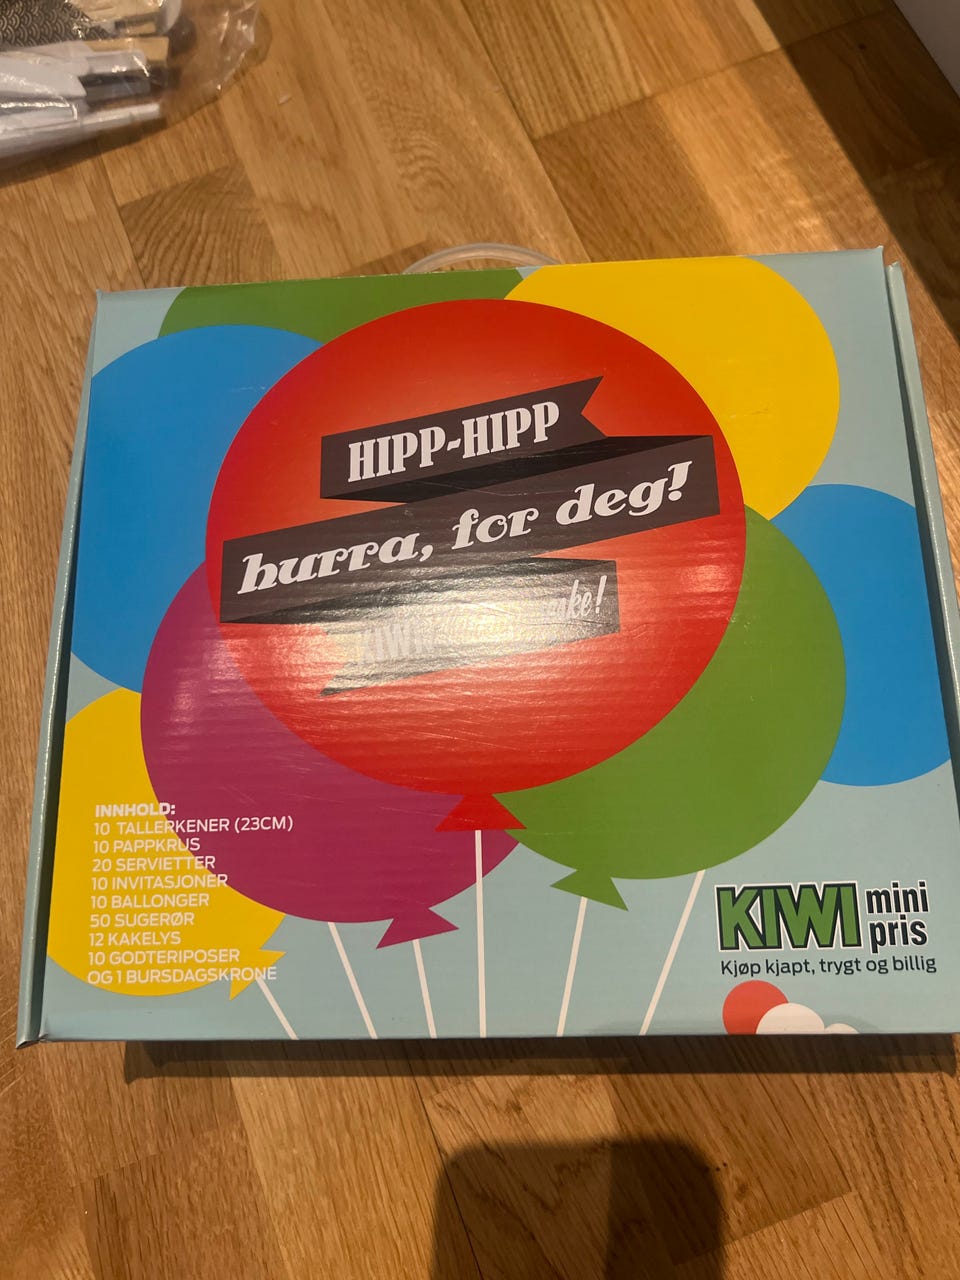 HIPP-HIPP
hurra, for deg!
KIWI
INNHOLD:
10 TALLERKENER (23CM)
10 PAPPKRUS
20 SERVIETTER
10 INVITASJONER
10 BALLONGER
50 SUGERØR
12 KAKELYS
10 GODTERIPOSER
OG 1 BURSDAGSKRONE
KIWI mini pris
Kjøp kjapt, trygt og billig